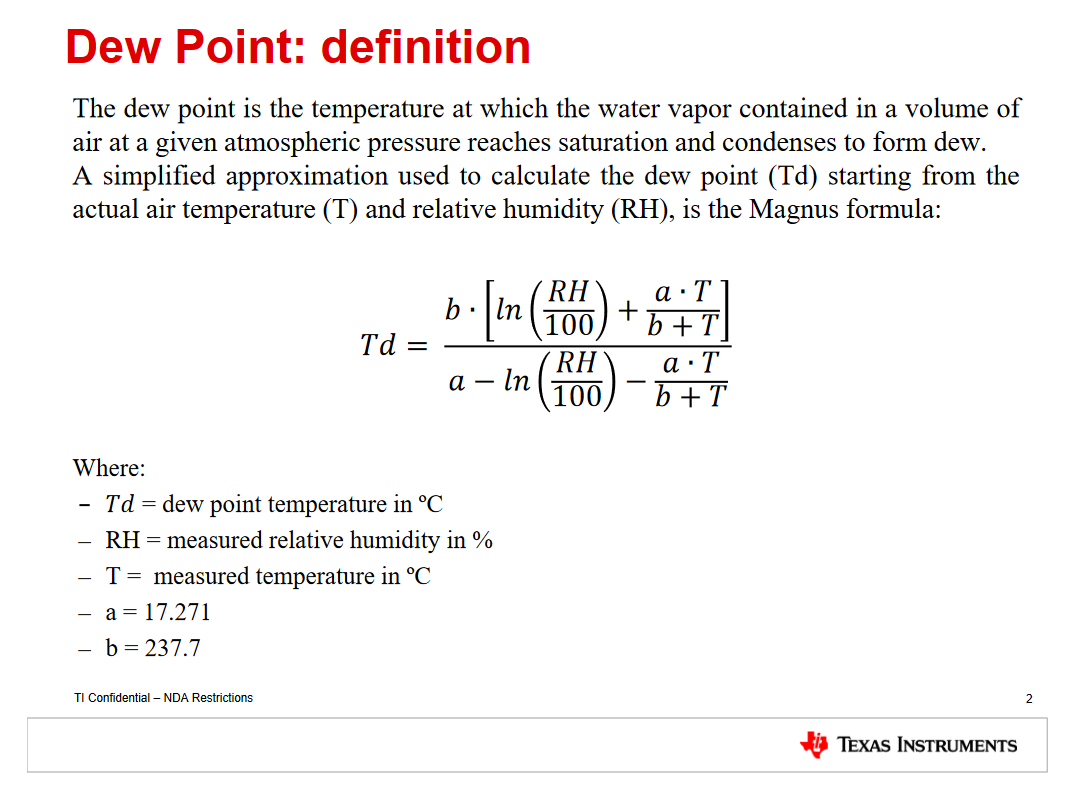 Dew Point: definition
The dew point is the temperature at which the water vapor contained in a volume of
air at a given atmospheric pressure reaches saturation and condenses to form dew.
A simplified approximation used to calculate the dew point (Td) starting from the
actual air temperature (T) and relative humidity (RH), is the Magnus formula:
Td = b · [ln (RH/100) + a · T/b + T] / a − ln (RH/100) − a · T/b + T
Where:
– Td = dew point temperature in ºC
– RH = measured relative humidity in %
– T = measured temperature in ºC
– a = 17.271
– b = 237.7
TI Confidential – NDA Restrictions
2
TEXAS INSTRUMENTS